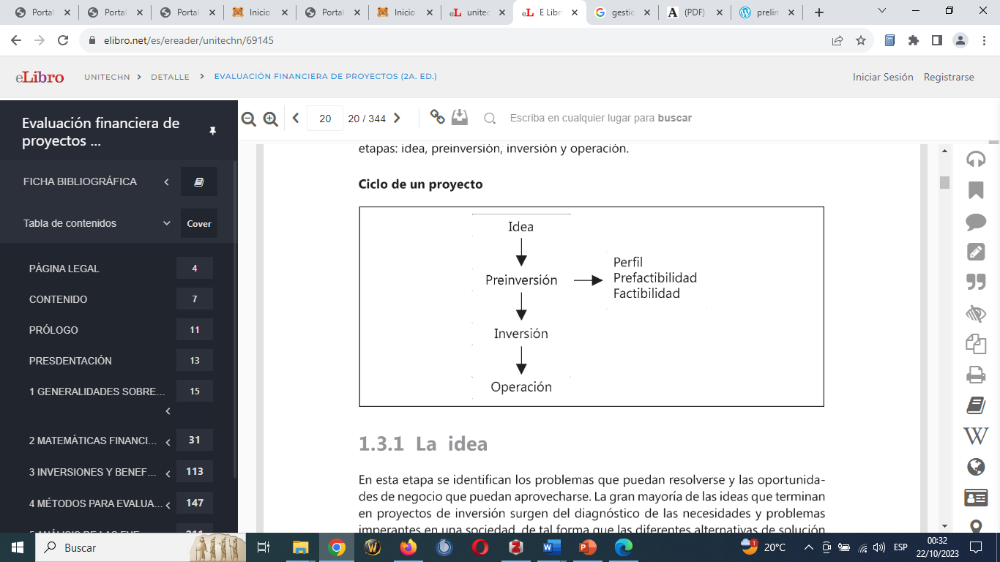 Portal
Portal
Portal
Inicio
Portal
Inicio
eL unitec
eL E Libr
gestic
(PDF)
prelin
elibro.net/es/ereader/unitechn/69145
eLibro
UNITECHN > DETALLE > EVALUACIÓN FINANCIERA DE PROYECTOS (2A. ED.)
Iniciar Sesión Registrarse
Evaluación financiera de
proyectos ...
20 20 / 344
Escriba en cualquier lugar para buscar
FICHA BIBLIOGRÁFICA
Tabla de contenidos Cover
PÁGINA LEGAL 4
CONTENIDO 7
PRÓLOGO 11
PRESDENTACIÓN 13
1 GENERALIDADES SOBRE... 15
2 MATEMÁTICAS FINANCI... 31
3 INVERSIONES Y BENEF... 113
4 MÉTODOS PARA EVALUA... 147
etapas: idea, preinversión, inversión y operación.
Ciclo de un proyecto
Idea
Preinversión
Perfil
Prefactibilidad
Factibilidad
Inversión
Operación
1.3.1 La idea
En esta etapa se identifican los problemas que puedan resolverse y las oportunida-
des de negocio que puedan aprovecharse. La gran mayoría de las ideas que terminan
en proyectos de inversión surgen del diagnóstico de las necesidades y problemas
imperantes en una sociedad, de tal forma que las diferentes alternativas de solución
Buscar
20°C
ESP
00:32
22/10/2023